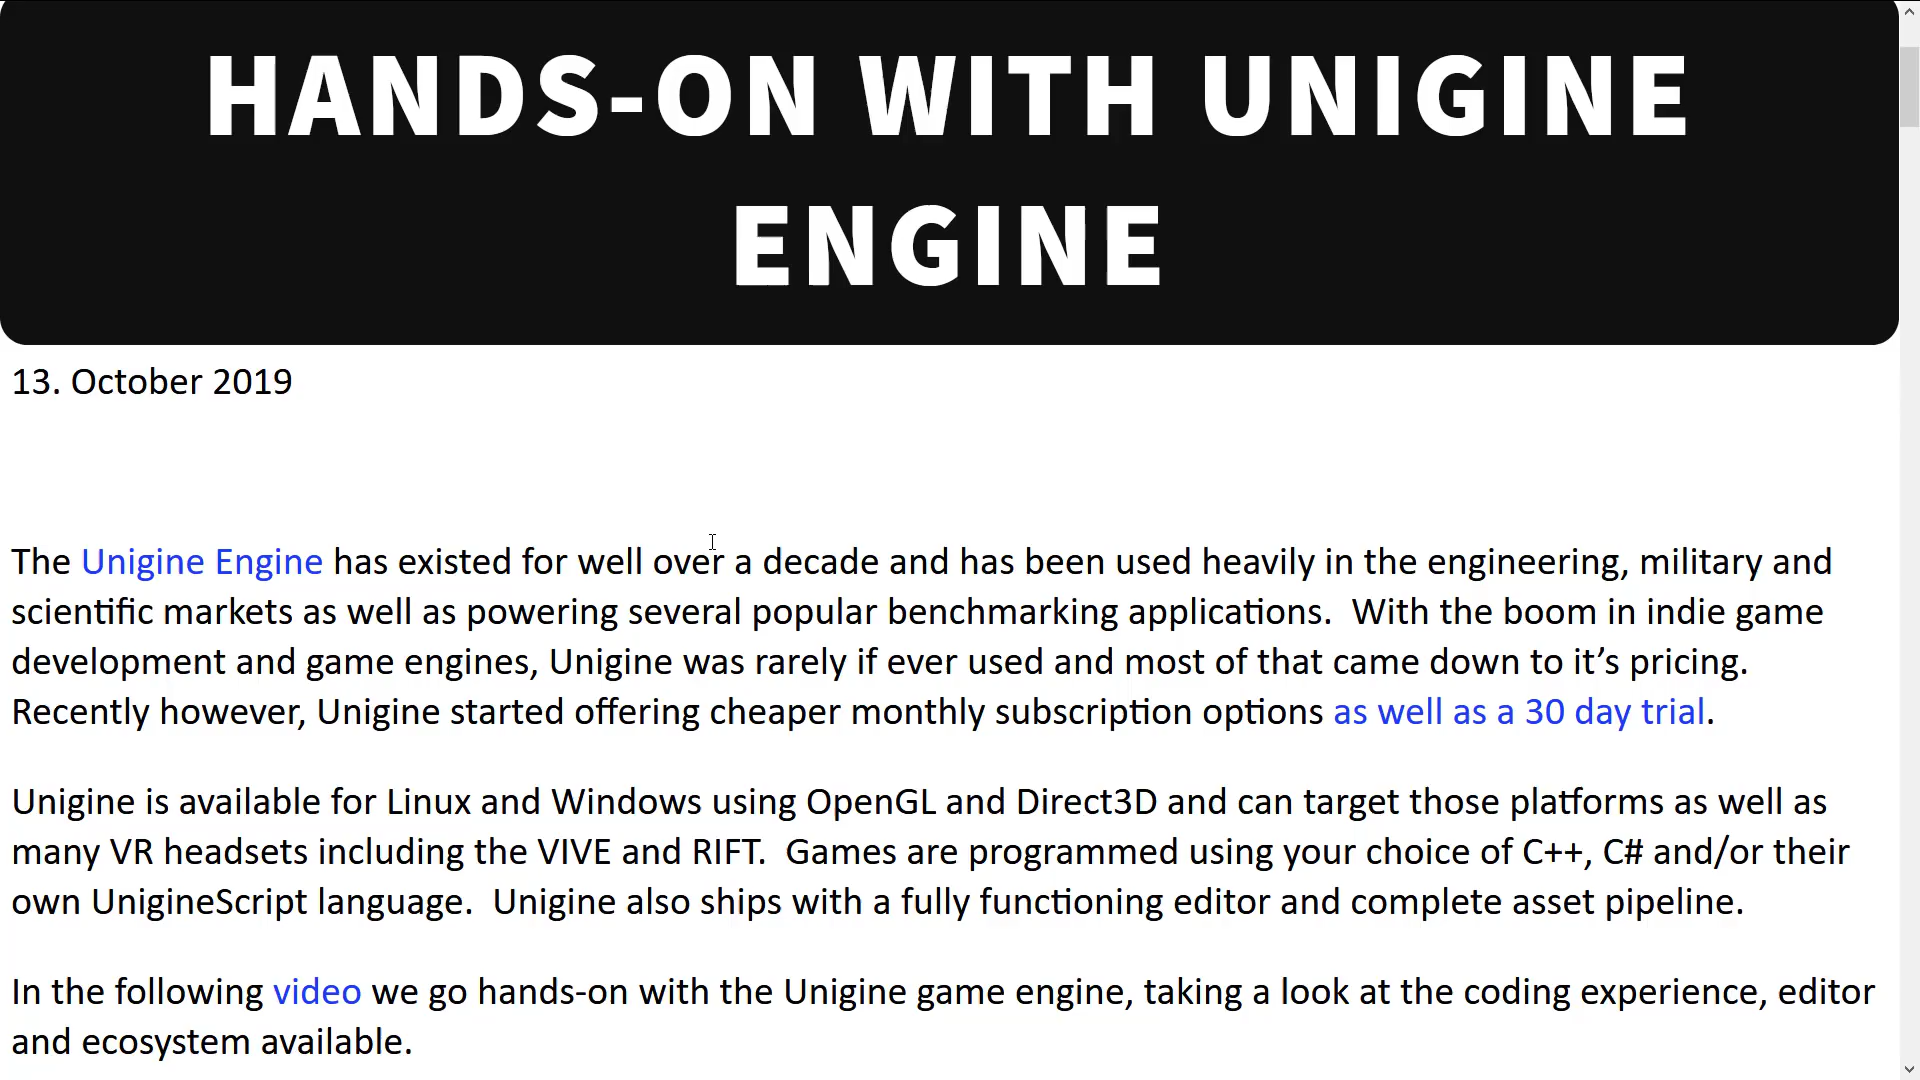 HANDS-ON WITH UNIGINE
ENGINE
13. October 2019
The Unigine Engine has existed for well over a decade and has been used heavily in the engineering, military and
scientific markets as well as powering several popular benchmarking applications.  With the boom in indie game
development and game engines, Unigine was rarely if ever used and most of that came down to it’s pricing.
Recently however, Unigine started offering cheaper monthly subscription options as well as a 30 day trial.
Unigine is available for Linux and Windows using OpenGL and Direct3D and can target those platforms as well as
many VR headsets including the VIVE and RIFT.  Games are programmed using your choice of C++, C# and/or their
own UnigineScript language.  Unigine also ships with a fully functioning editor and complete asset pipeline.
In the following video we go hands-on with the Unigine game engine, taking a look at the coding experience, editor
and ecosystem available.